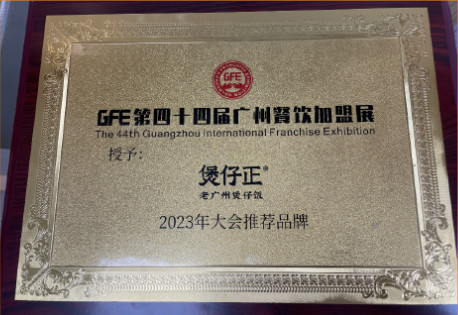 GFE
GFE第四十四届广州餐饮加盟展
The 44th Guangzhou International Franchise Exhibition
授予：
煲仔正®
老广州煲仔饭
2023年大会推荐品牌